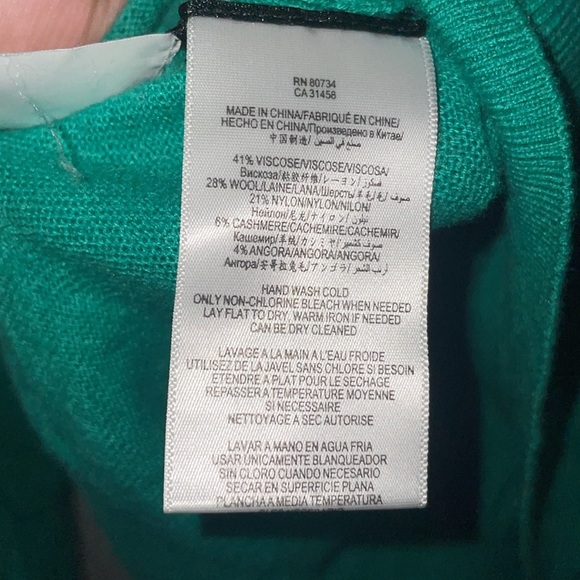 RN 80734
CA 31458
MADE IN CHINA/FABRIQUÉ EN CHINE/
HECHO EN CHINA/Произведено в Китае/
中国制造/ صنع في الصين/
41% VISCOSE/VISCOSE/VISCOSA/
Вискоза/粘胶纤维/レーヨン/ فسكوز/
28% WOOL/LAINE/LANA/Шерсть/羊毛/毛/ صوف/
21% NYLON/NYLON/NILON/
Нейлон/尼龙/ナイロン/ نيلون/
6% CASHMERE/CACHEMIRE/CACHEMIR/
Кашемир/羊绒/カシミヤ/ صوف كشمير/
4% ANGORA/ANGORA/ANGORA/
Ангора/安哥拉兔毛/アンゴラ/ أرنب الشعر/
HAND WASH COLD
ONLY NON-CHLORINE BLEACH WHEN NEEDED
LAY FLAT TO DRY, WARM IRON IF NEEDED
CAN BE DRY CLEANED
LAVAGE A LA MAIN A L'EAU FROIDE
UTILISEZ DE LA JAVEL SANS CHLORE SI BESOIN
ETENDRE A PLAT POUR LE SECHAGE
REPASSER A TEMPERATURE MOYENNE
SI NECESSAIRE
NETTOYAGE A SEC AUTORISE
LAVAR A MANO EN AGUA FRIA
USAR UNICAMENTE BLANQUEADOR
SIN CLORO CUANDO NECESARIO
SECAR EN SUPERFICIE PLANA
PLANCHA A MEDIA TEMPERATURA